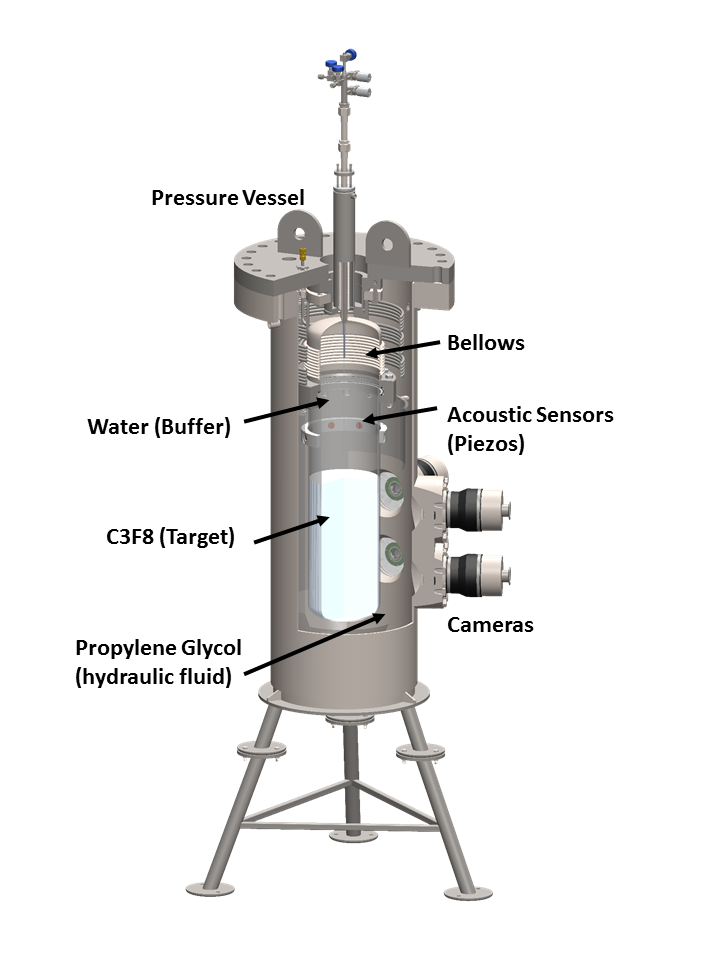 Pressure Vessel
Bellows
Water (Buffer)
Acoustic Sensors
(Piezos)
C3F8 (Target)
Cameras
Propylene Glycol
(hydraulic fluid)